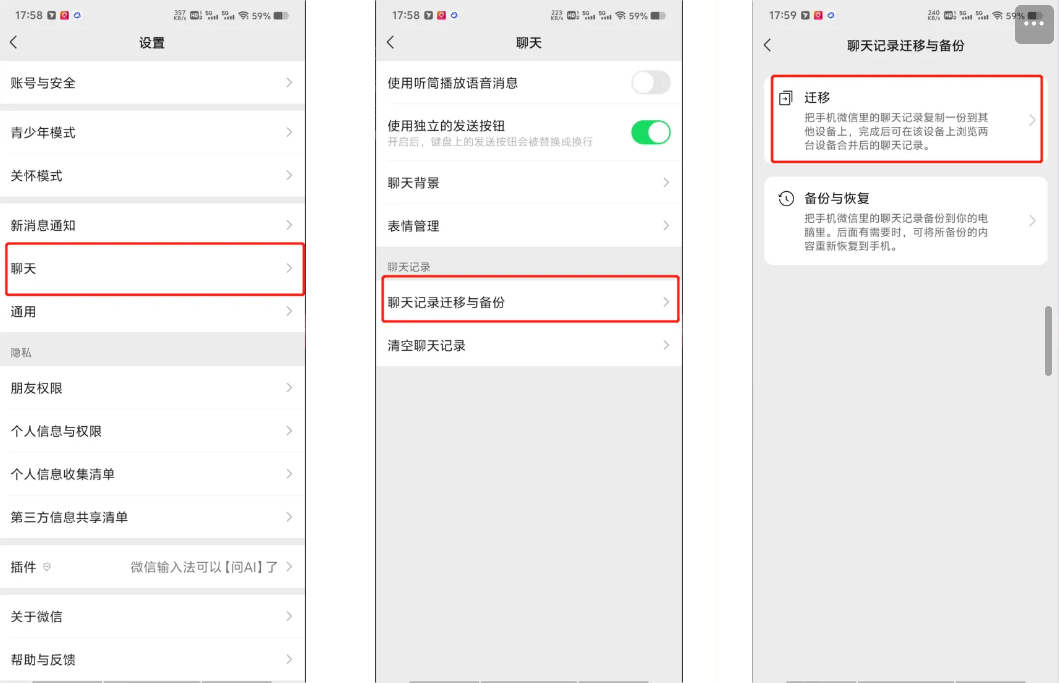 17:58
357
KB/s
HD
5G
5G
59%
设置
账号与安全
青少年模式
关怀模式
新消息通知
聊天
通用
隐私
朋友权限
个人信息与权限
个人信息收集清单
第三方信息共享清单
插件
微信输入法可以【问AI】了
关于微信
帮助与反馈
17:58
223
KB/s
HD
5G
5G
59%
聊天
使用听筒播放语音消息
使用独立的发送按钮
开启后，键盘上的发送按钮会被替换成换行
聊天背景
表情管理
聊天记录
聊天记录迁移与备份
清空聊天记录
17:59
240
KB/s
HD
5G
5G
59%
聊天记录迁移与备份
迁移
把手机微信里的聊天记录复制一份到其
他设备上，完成后可在该设备上浏览两
台设备合并后的聊天记录。
备份与恢复
把手机微信里的聊天记录备份到你的电
脑里。后面有需要时，可将所备份的内
容重新恢复到手机。